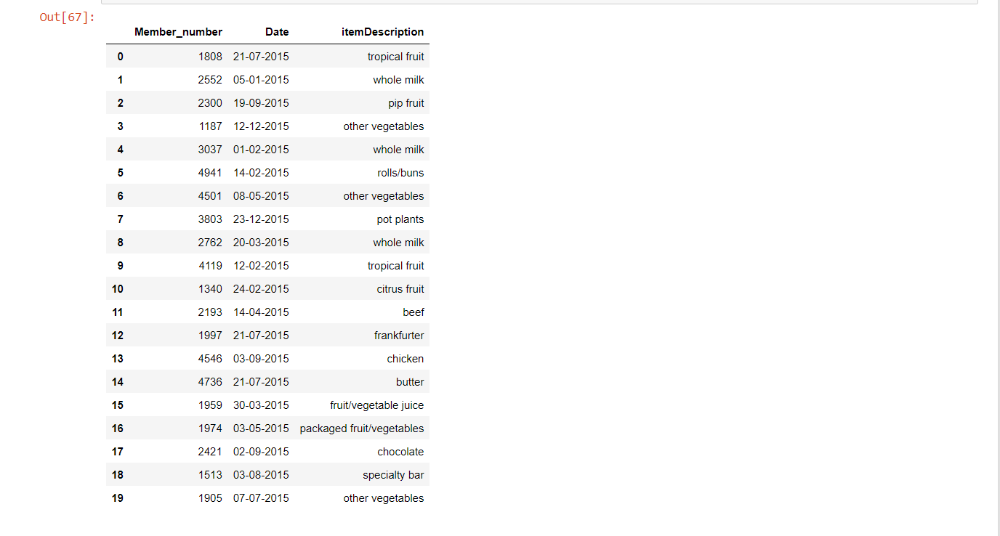 Out[67]:
Member_number Date itemDescription
0 1808 21-07-2015 tropical fruit
1 2552 05-01-2015 whole milk
2 2300 19-09-2015 pip fruit
3 1187 12-12-2015 other vegetables
4 3037 01-02-2015 whole milk
5 4941 14-02-2015 rolls/buns
6 4501 08-05-2015 other vegetables
7 3803 23-12-2015 pot plants
8 2762 20-03-2015 whole milk
9 4119 12-02-2015 tropical fruit
10 1340 24-02-2015 citrus fruit
11 2193 14-04-2015 beef
12 1997 21-07-2015 frankfurter
13 4546 03-09-2015 chicken
14 4736 21-07-2015 butter
15 1959 30-03-2015 fruit/vegetable juice
16 1974 03-05-2015 packaged fruit/vegetables
17 2421 02-09-2015 chocolate
18 1513 03-08-2015 specialty bar
19 1905 07-07-2015 other vegetables